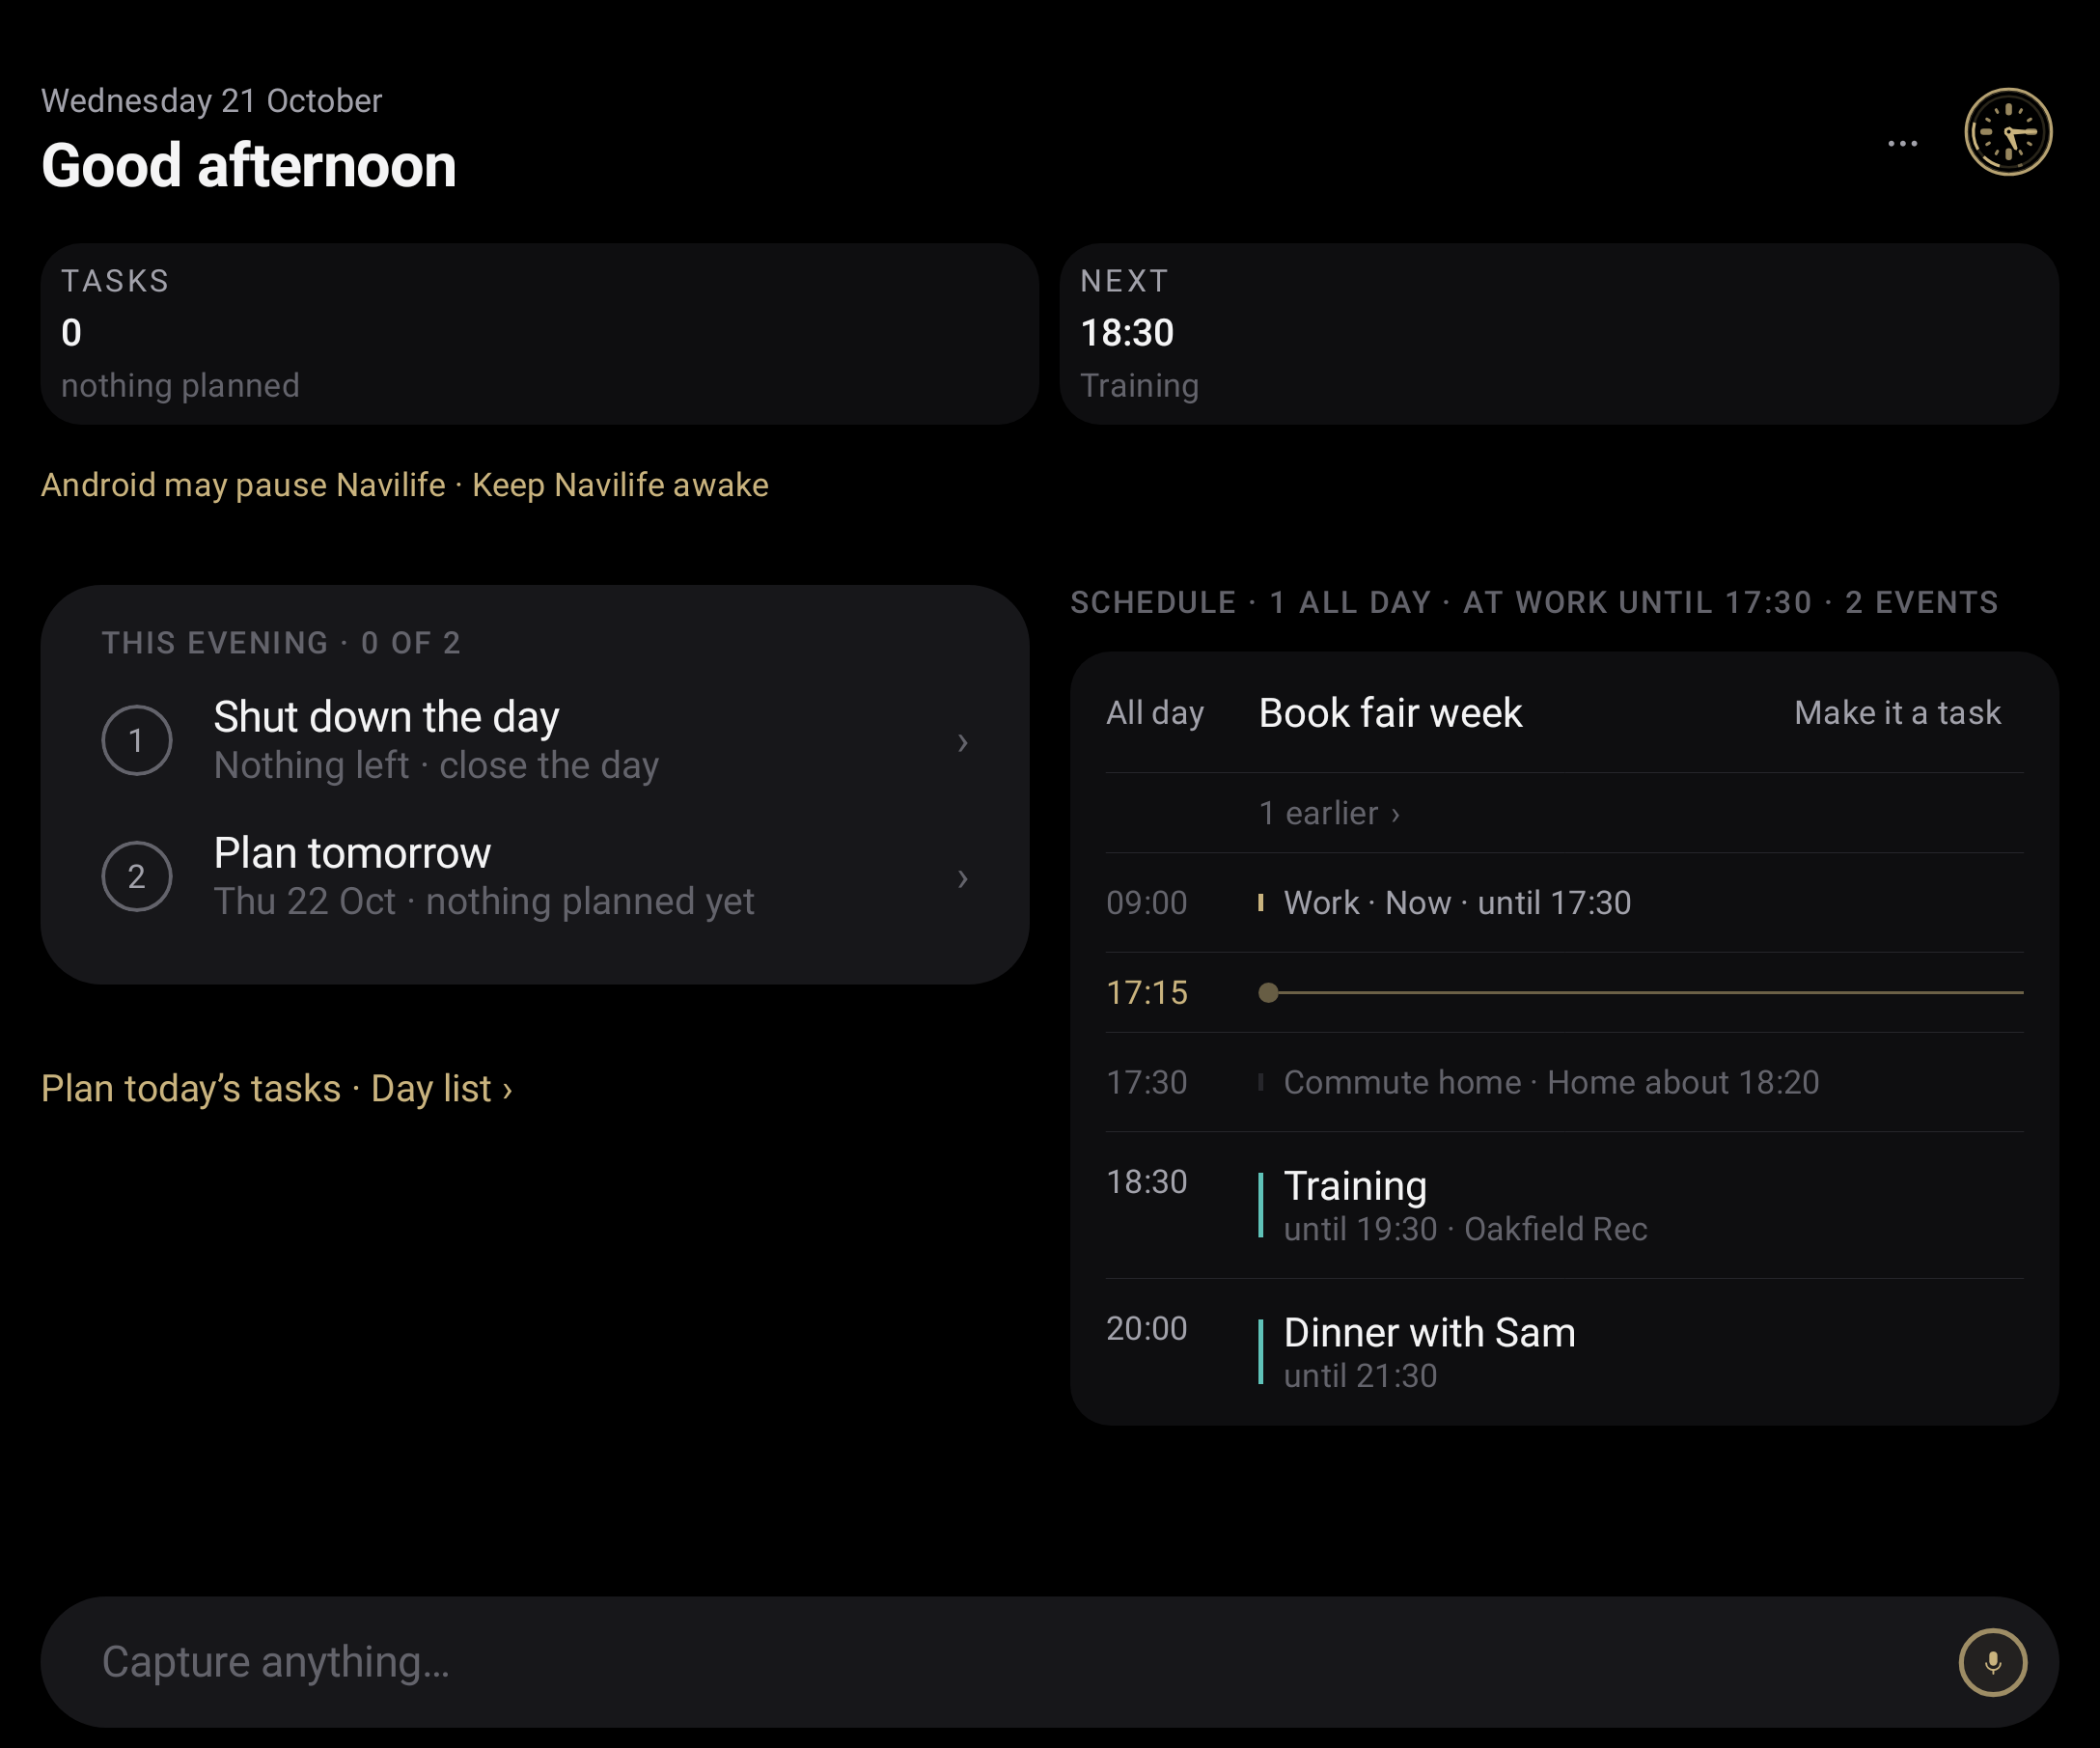 Wednesday 21 October
Good afternoon
...
TASKS
0
nothing planned
NEXT
18:30
Training
Android may pause Navilife · Keep Navilife awake
THIS EVENING · 0 OF 2
1 Shut down the day ›
Nothing left · close the day
2 Plan tomorrow ›
Thu 22 Oct · nothing planned yet
Plan today’s tasks · Day list ›
SCHEDULE · 1 ALL DAY · AT WORK UNTIL 17:30 · 2 EVENTS
All day Book fair week Make it a task
1 earlier ›
09:00 Work · Now · until 17:30
17:15
17:30 Commute home · Home about 18:20
18:30 Training
until 19:30 · Oakfield Rec
20:00 Dinner with Sam
until 21:30
Capture anything…